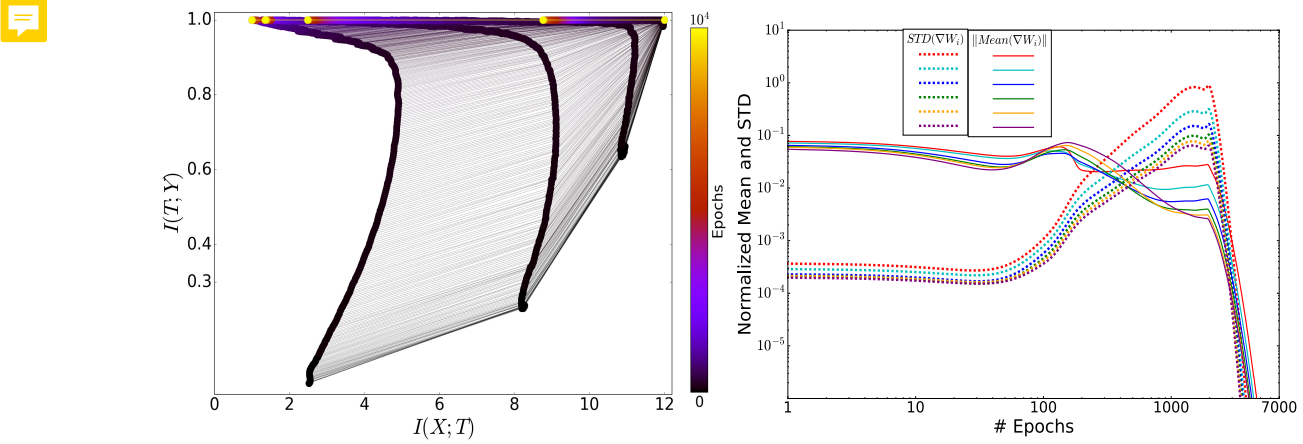 1.0
0.8
0.6
0.4
0.3
I(T; Y)
0 2 4 6 8 10 12
I(X; T)
10^4
Epochs
0
STD(∇W_i) ‖Mean(∇W_i)‖
10^1
10^0
10^-1
10^-2
10^-3
10^-4
10^-5
Normalized Mean and STD
1 10 100 1000 7000
# Epochs